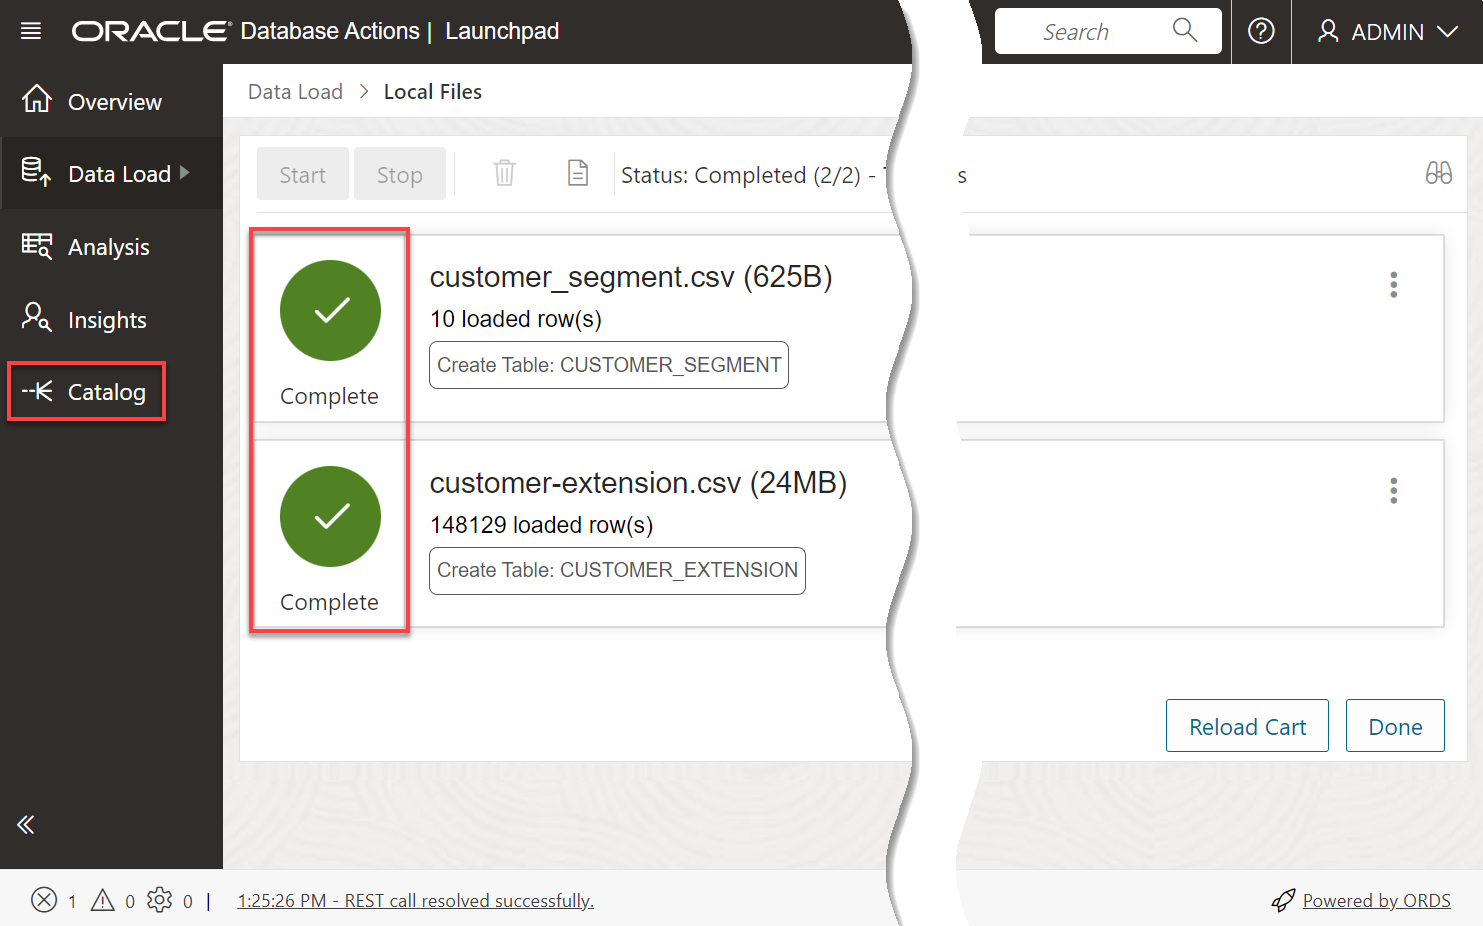 ORACLE® Database Actions | Launchpad
Search
ADMIN
Overview
Data Load
Analysis
Insights
Catalog
Data Load > Local Files
Start
Stop
Status: Completed (2/2) -
s
Complete
customer_segment.csv (625B)
10 loaded row(s)
Create Table: CUSTOMER_SEGMENT
Complete
customer-extension.csv (24MB)
148129 loaded row(s)
Create Table: CUSTOMER_EXTENSION
Reload Cart
Done
1 0 0 | 1:25:26 PM - REST call resolved successfully.
Powered by ORDS